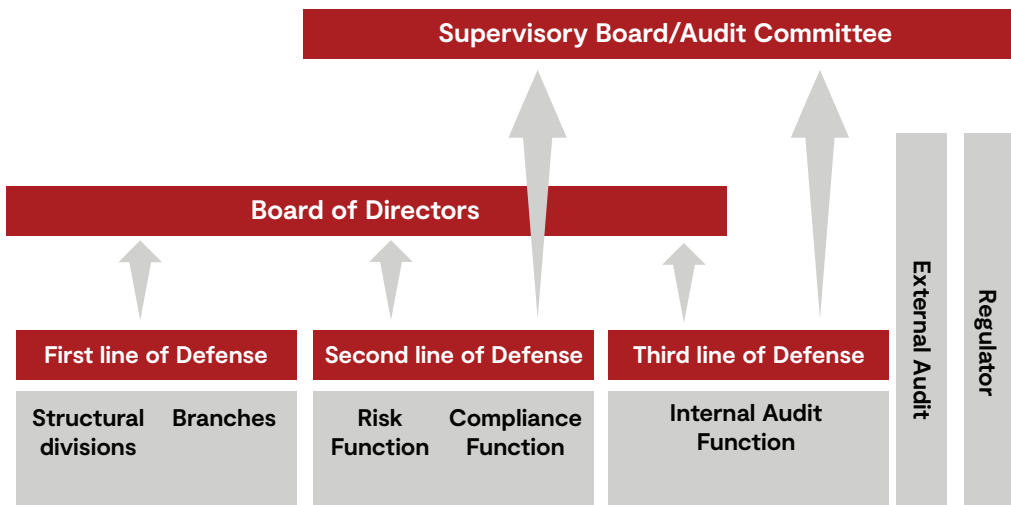 Supervisory Board/Audit Committee
Board of Directors
First line of Defense
Second line of Defense
Third line of Defense
Structural
divisions
Branches
Risk
Function
Compliance
Function
Internal Audit
Function
External Audit
Regulator